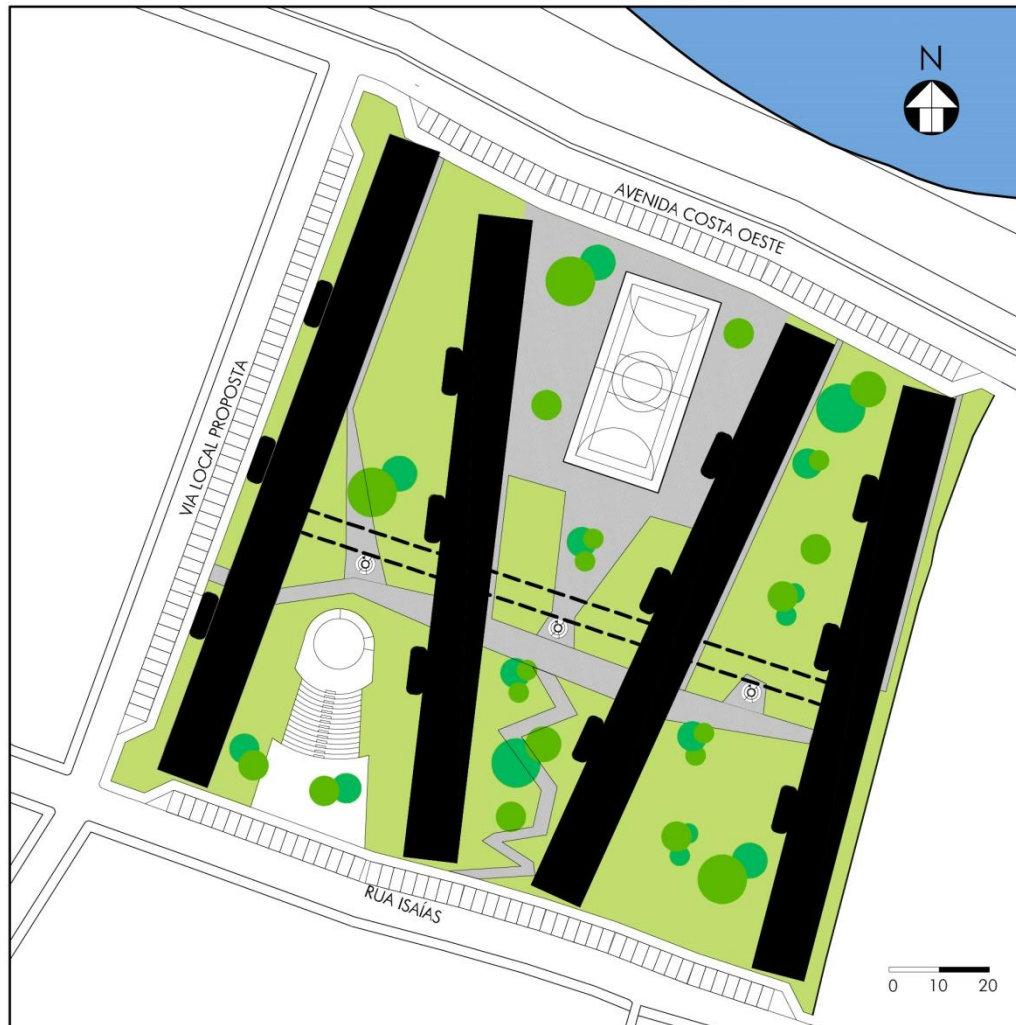 N
AVENIDA COSTA OESTE
VIA LOCAL PROPOSTA
RUA ISAÍAS
0 10 20